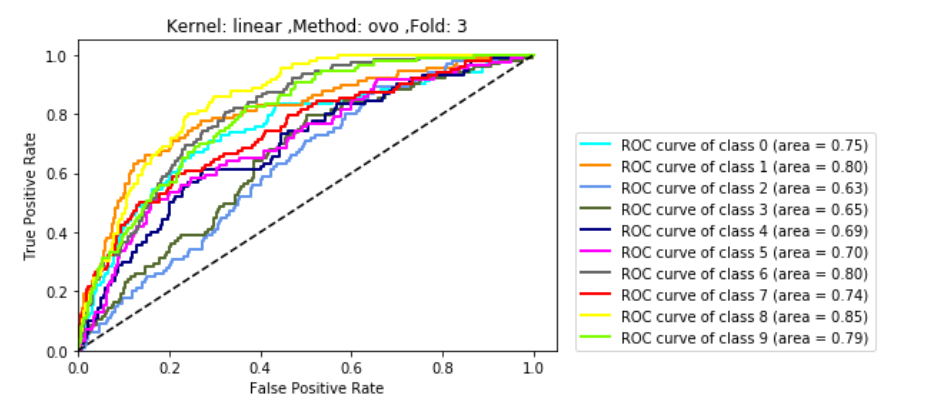 Kernel: linear ,Method: ovo ,Fold: 3
True Positive Rate
1.0
0.8
0.6
0.4
0.2
0.0
0.0 0.2 0.4 0.6 0.8 1.0
False Positive Rate
ROC curve of class 0 (area = 0.75)
ROC curve of class 1 (area = 0.80)
ROC curve of class 2 (area = 0.63)
ROC curve of class 3 (area = 0.65)
ROC curve of class 4 (area = 0.69)
ROC curve of class 5 (area = 0.70)
ROC curve of class 6 (area = 0.80)
ROC curve of class 7 (area = 0.74)
ROC curve of class 8 (area = 0.85)
ROC curve of class 9 (area = 0.79)